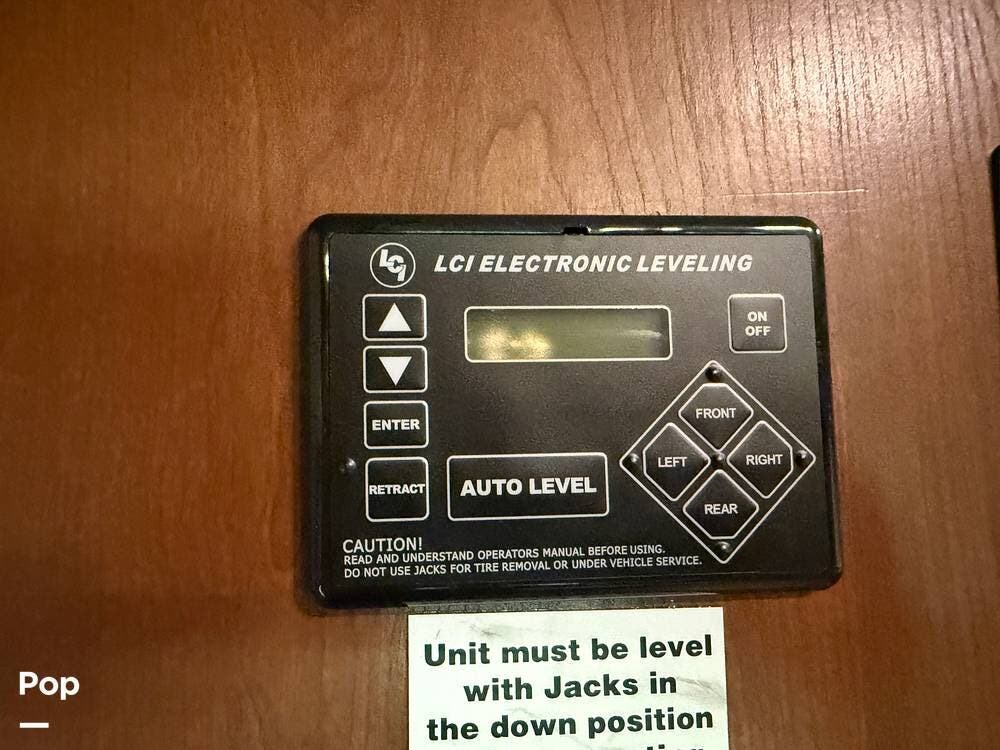 LCI
LCI ELECTRONIC LEVELING
ON
OFF
ENTER
RETRACT
AUTO LEVEL
FRONT
LEFT
RIGHT
REAR
CAUTION!
READ AND UNDERSTAND OPERATORS MANUAL BEFORE USING.
DO NOT USE JACKS FOR TIRE REMOVAL OR UNDER VEHICLE SERVICE.
Unit must be level
with Jacks in
the down position
Pop